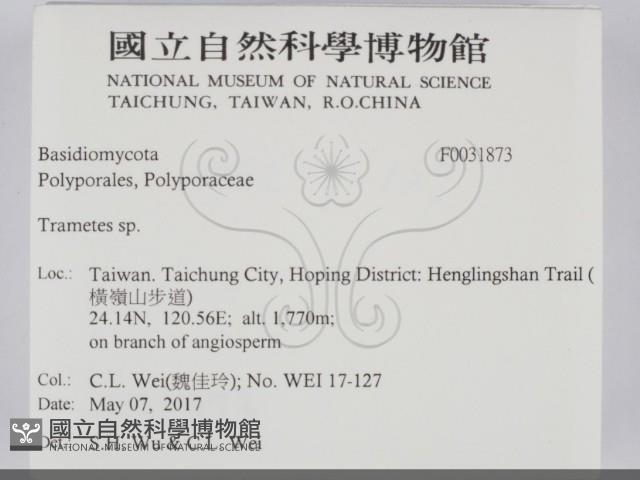 國立自然科學博物館
NATIONAL MUSEUM OF NATURAL SCIENCE
TAICHUNG, TAIWAN, R.O.CHINA
Basidiomycota F0031873
Polyporales, Polyporaceae
Trametes sp.
Loc.: Taiwan. Taichung City, Hoping District: Henglingshan Trail (
橫嶺山步道)
24.14N, 120.56E; alt. 1,770m;
on branch of angiosperm
Col.: C.L. Wei(魏佳玲); No. WEI 17-127
Date: May 07, 2017
Det.: S.H. Wu & C.L. Wei
國立自然科學博物館
NATIONAL MUSEUM OF NATURAL SCIENCE